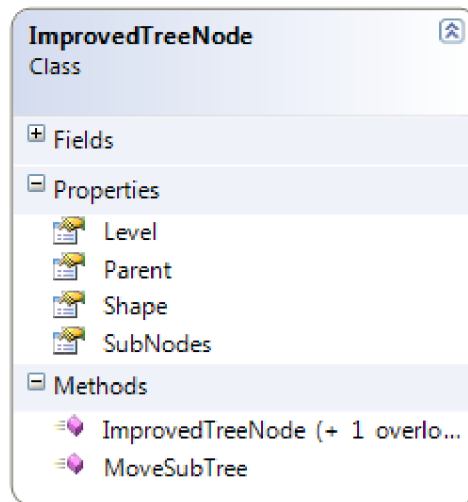 ImprovedTreeNode
Class
Fields
Properties
Level
Parent
Shape
SubNodes
Methods
ImprovedTreeNode (+ 1 overlo...
MoveSubTree